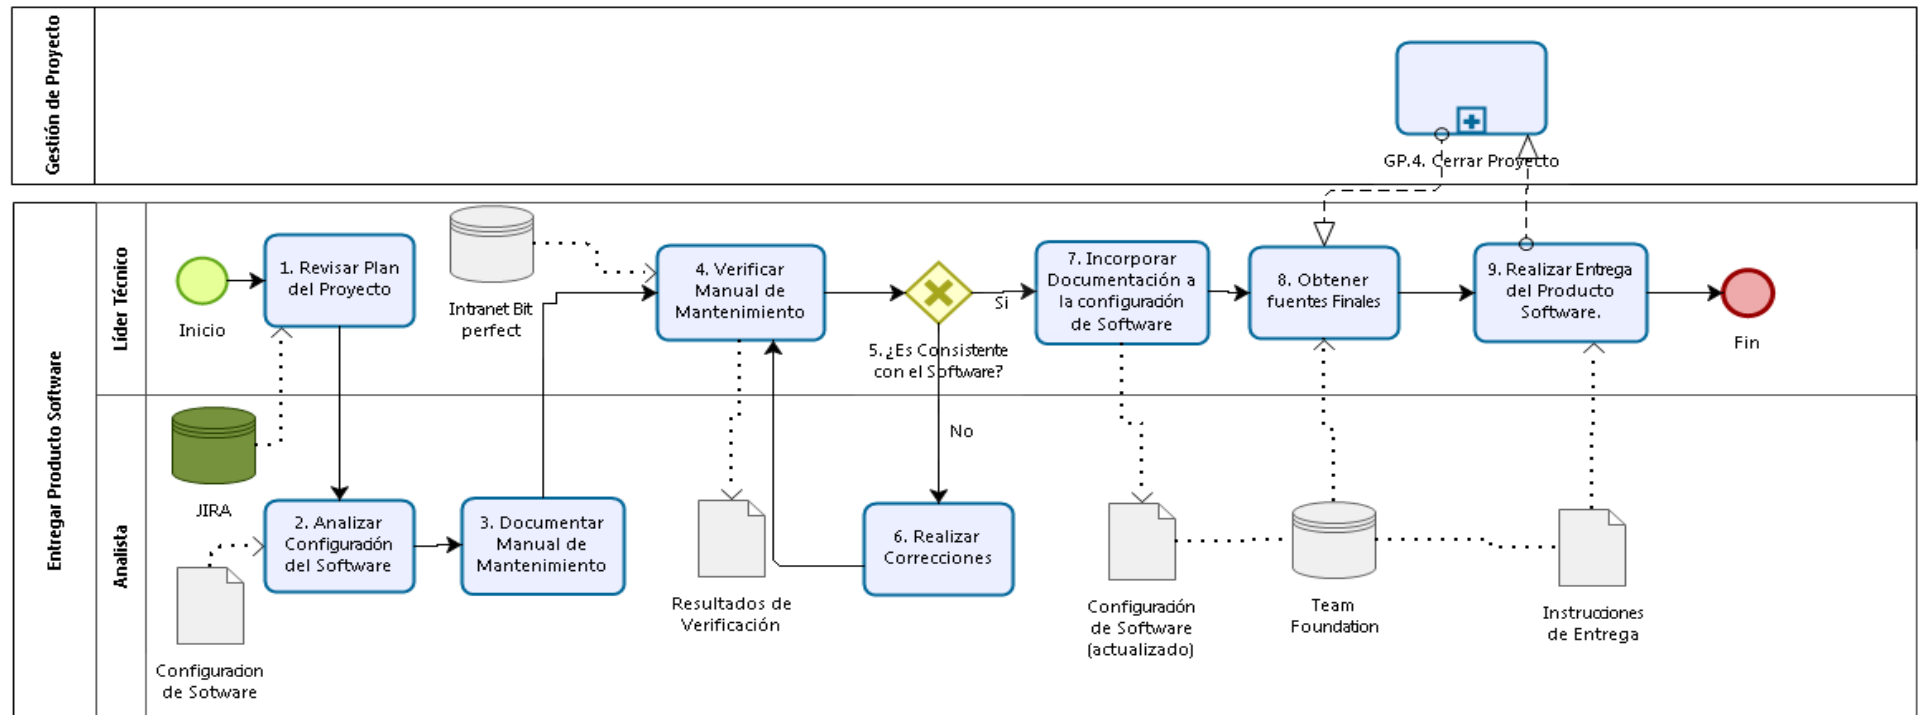 Gestión de Proyecto
GP.4. Cerrar Proyecto
Entregar Producto Software
Líder Técnico
Analista
Inicio
1. Revisar Plan
del Proyecto
JIRA
Configuracion
de Sotware
2. Analizar
Configuración
del Software
3. Documentar
Manual de
Mantenimiento
Intranet Bit
perfect
4. Verificar
Manual de
Mantenimiento
Resultados de
Verificación
5. ¿Es Consistente
con el Software?
Si
No
6. Realizar
Correcciones
7. Incorporar
Documentación a
la configuración
de Software
Configuración
de Software
(actualizado)
8. Obtener
fuentes Finales
Team
Foundation
9. Realizar Entrega
del Producto
Software.
Instrucciones
de Entrega
Fin